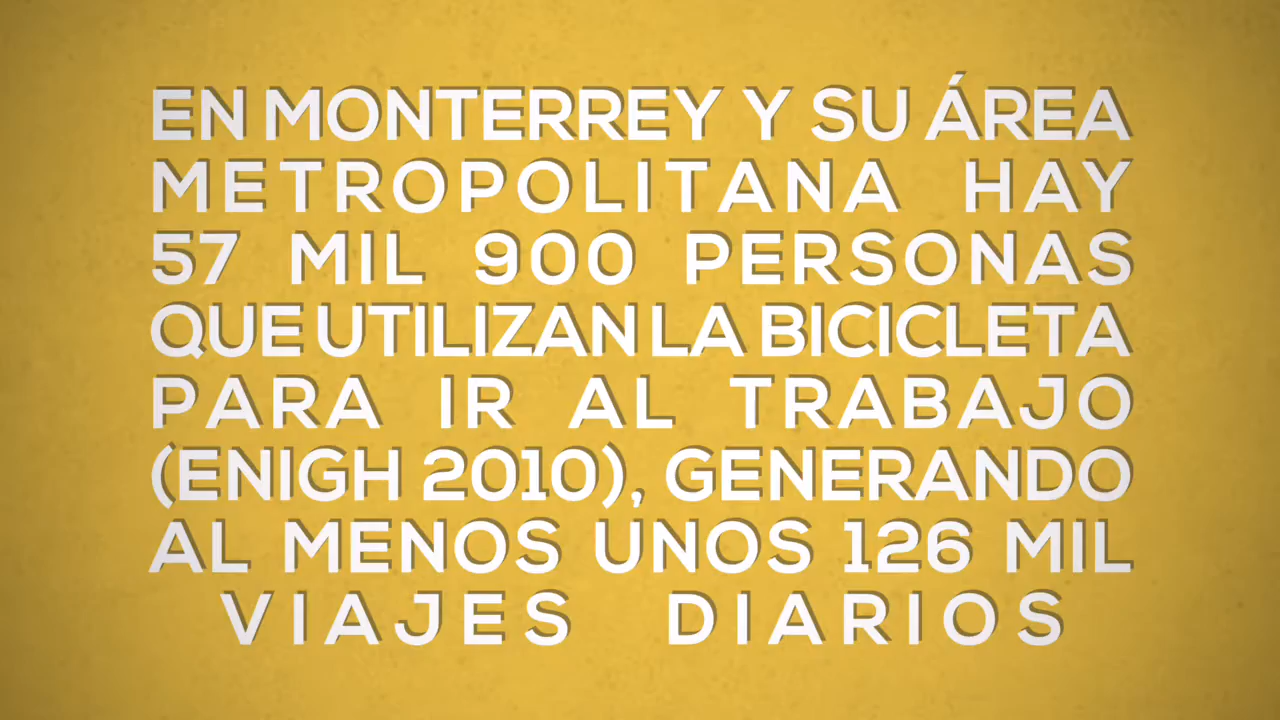 EN MONTERREY Y SU ÁREA
METROPOLITANA HAY
57 MIL 900 PERSONAS
QUE UTILIZAN LA BICICLETA
PARA IR AL TRABAJO
(ENIGH 2010), GENERANDO
AL MENOS UNOS 126 MIL
VIAJES DIARIOS